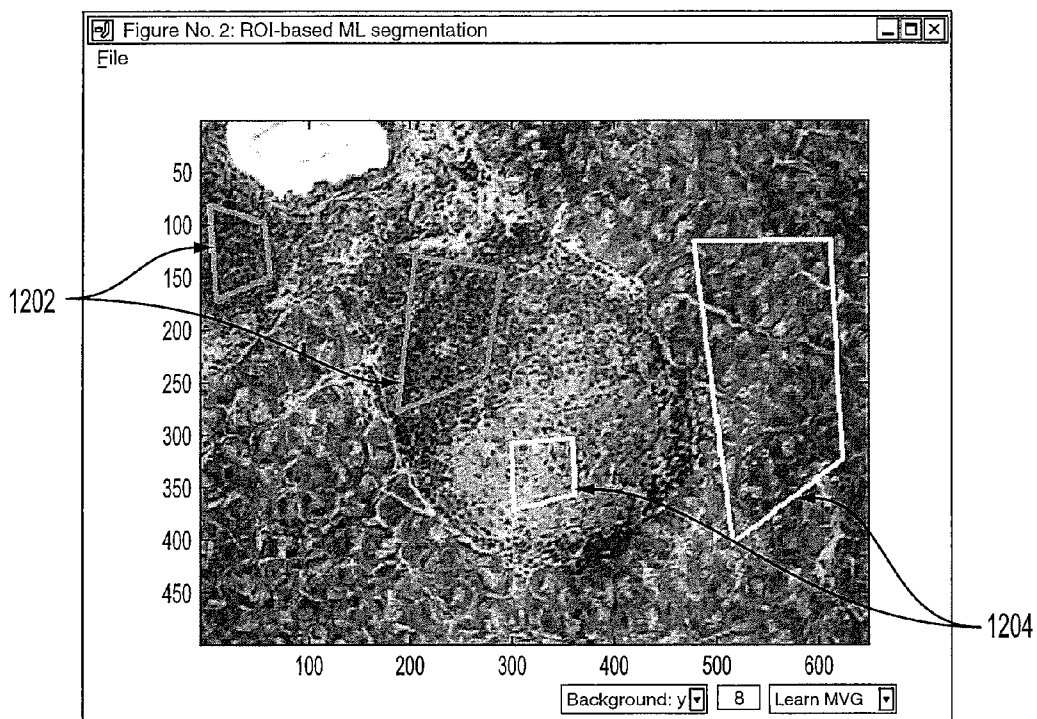 Figure No. 2: ROI-based ML segmentation
File
50
100
150
200
250
300
350
400
450
100 200 300 400 500 600
1202
1204
Background: y 8 Learn MVG